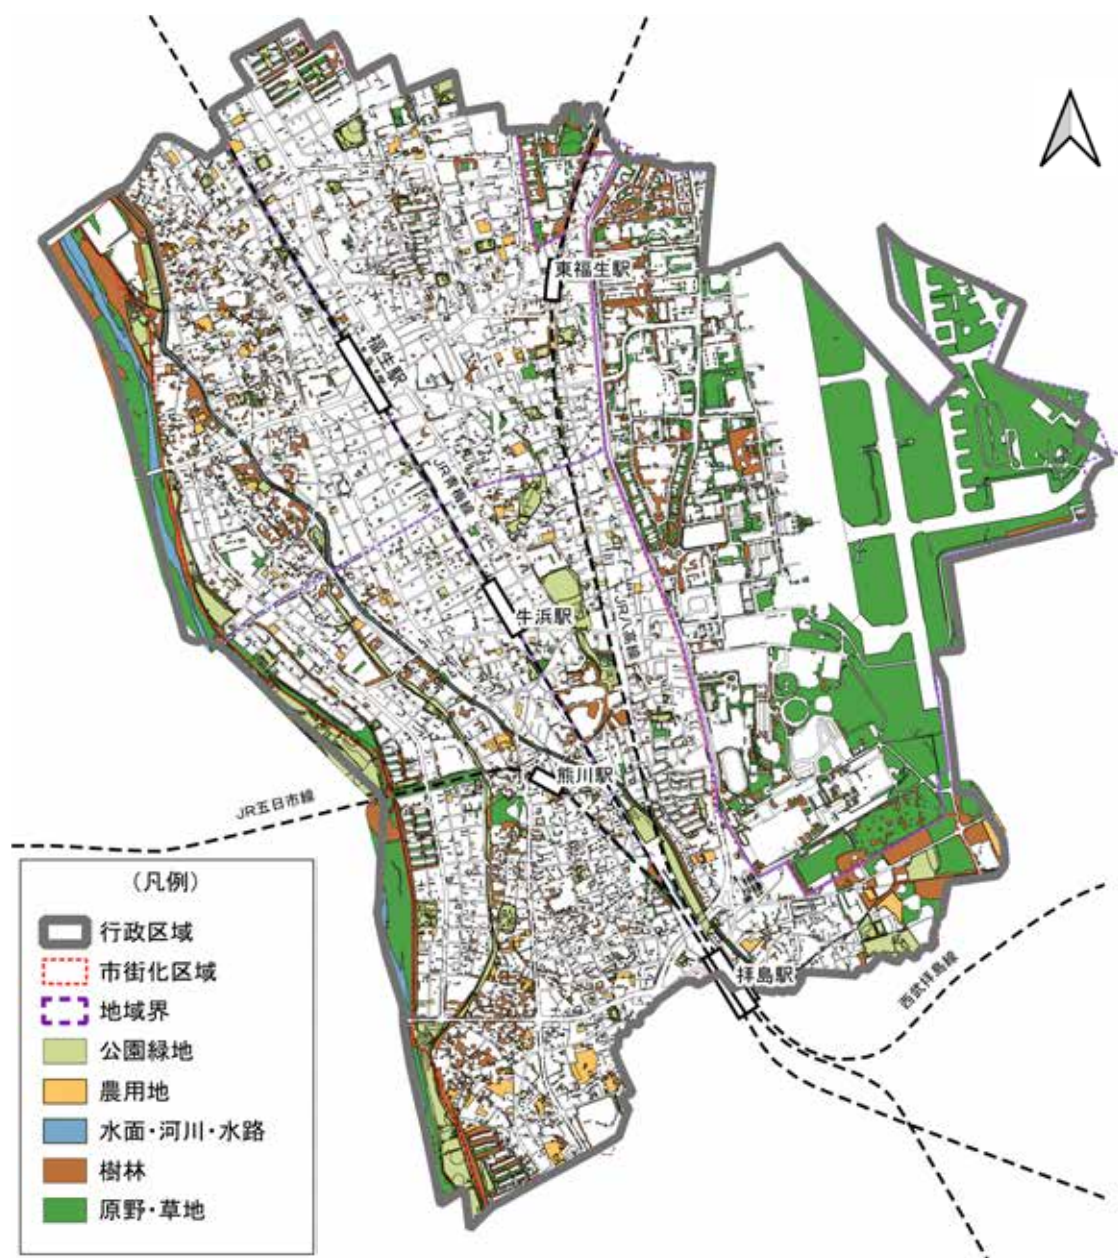 東福生駅
福生駅
JR青梅線
牛浜駅
JR八高線
熊川駅
JR五日市線
拝島駅
西武拝島線
(凡例)
行政区域
市街化区域
地域界
公園緑地
農用地
水面・河川・水路
樹林
原野・草地